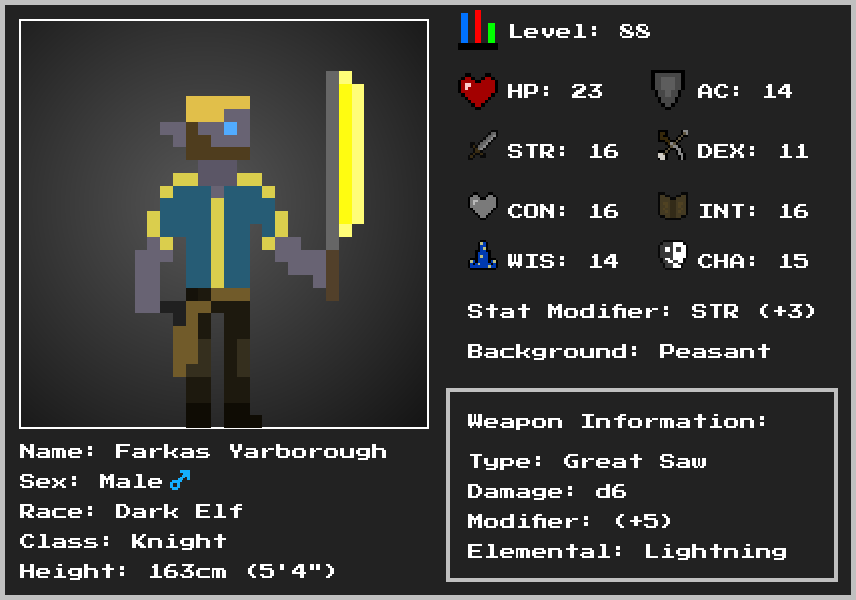 Level: 88
HP: 23
AC: 14
STR: 16
DEX: 11
CON: 16
INT: 16
WIS: 14
CHA: 15
Stat Modifier: STR (+3)
Background: Peasant
Weapon Information:
Type: Great Saw
Damage: d6
Modifier: (+5)
Elemental: Lightning
Name: Farkas Yarborough
Sex: Male♂
Race: Dark Elf
Class: Knight
Height: 163cm (5'4")